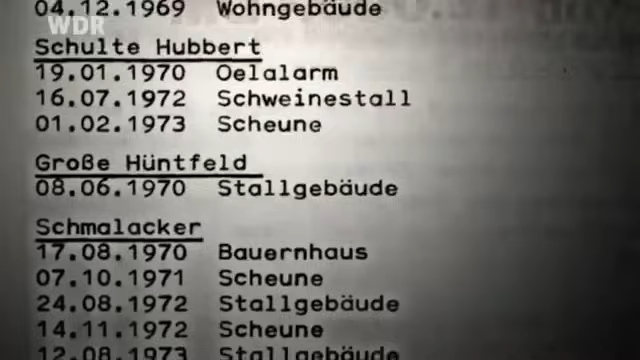 04.12.1969 Wohngebäude
WDR
Schulte Hubbert
19.01.1970 Oelalarm
16.07.1972 Schweinestall
01.02.1973 Scheune
Große Hüntfeld
08.06.1970 Stallgebäude
Schmalacker
17.08.1970 Bauernhaus
07.10.1971 Scheune
24.08.1972 Stallgebäude
14.11.1972 Scheune
12.08.1973 Stallgebäude